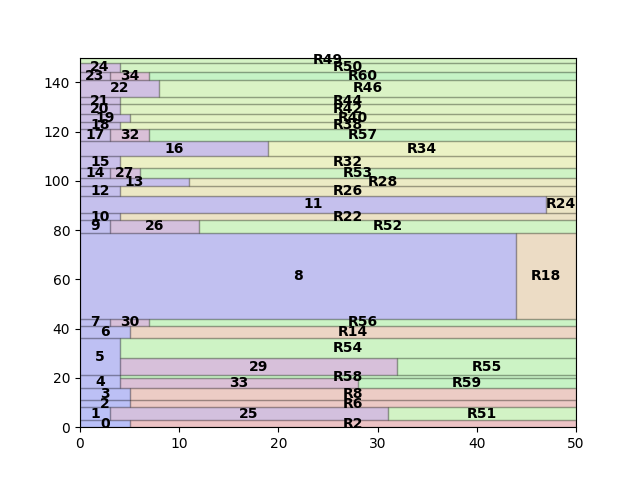 R49
24 R50
140 23 34 R60
22 R46
21 R44
20 R42
19 R40
120 18 R38
17 32 R57
16 R34
15 R32
14 27 R53
100 13 R28
12 R26
11 R24
10 R22
80 9 26 R52
60 8 R18
40 7 30 R56
6 R14
R54
5
29 R55
20 R58
4 33 R59
3 R8
2 R6
1 25 R51
0 0 R2
0 10 20 30 40 50